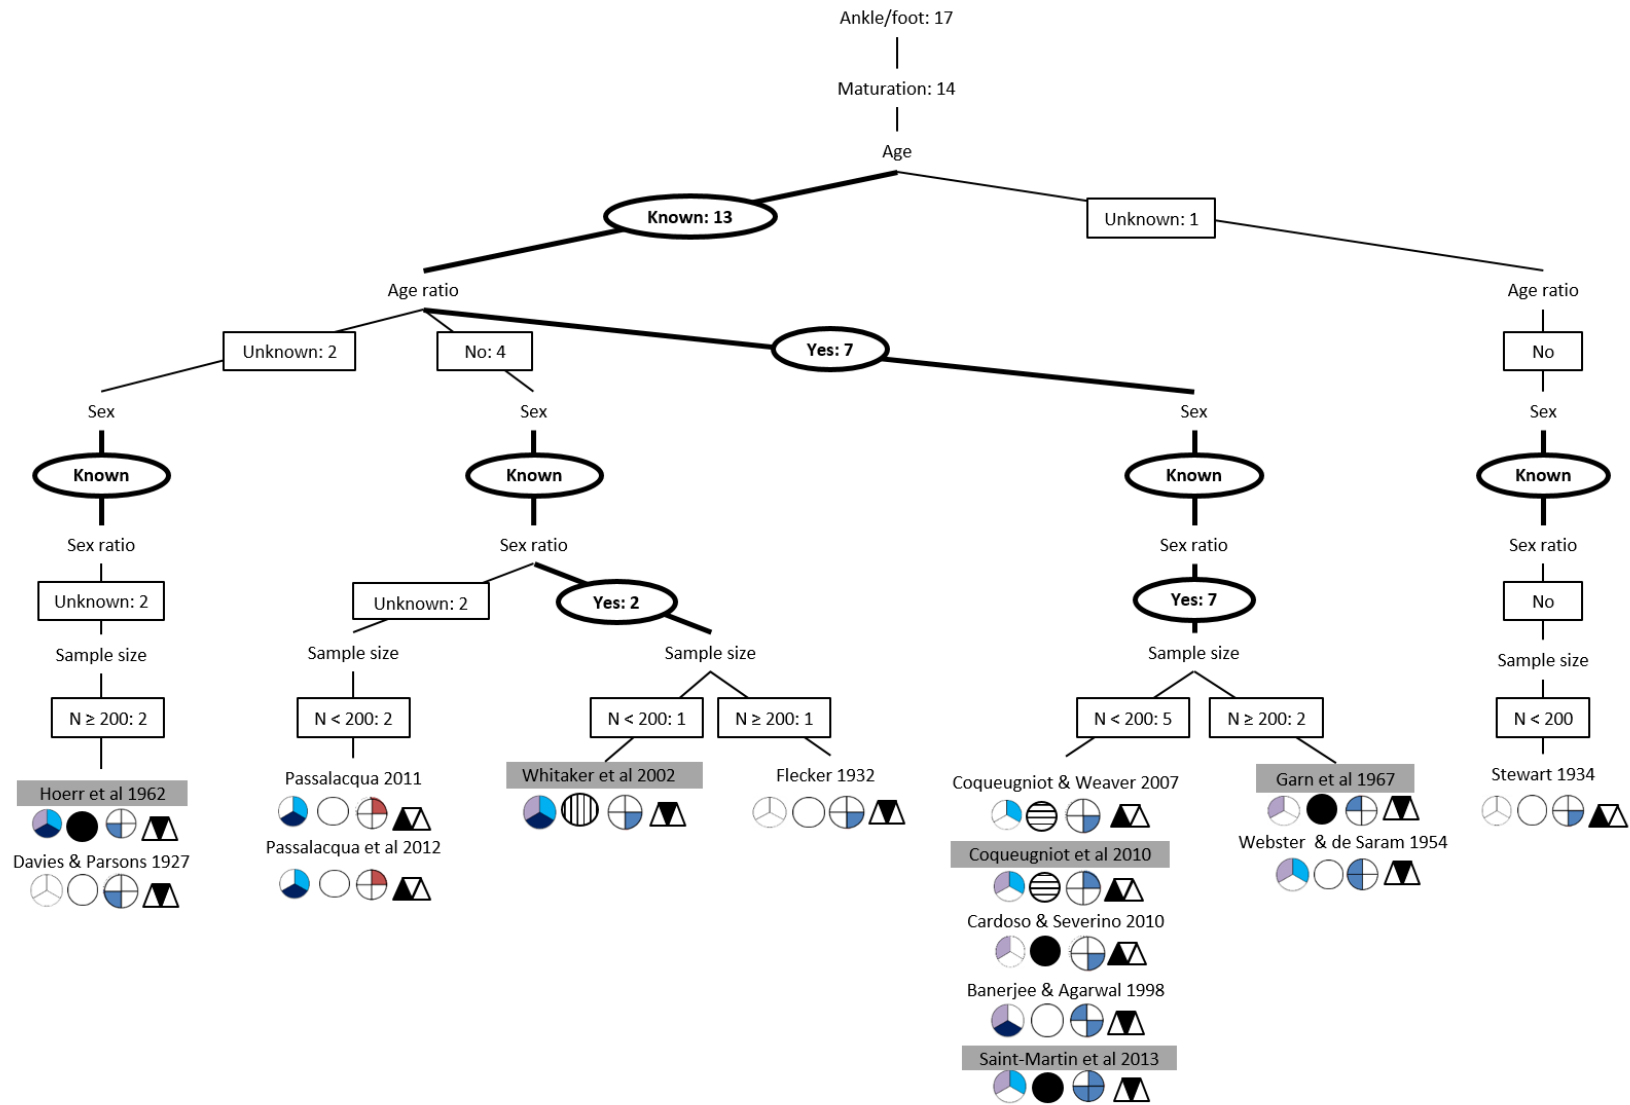 Ankle/foot: 17
Maturation: 14
Age
Known: 13
Unknown: 1
Age ratio
Age ratio
Unknown: 2
No: 4
Yes: 7
No
Sex
Sex
Sex
Sex
Known
Known
Known
Known
Sex ratio
Sex ratio
Sex ratio
Sex ratio
Unknown: 2
Unknown: 2
Yes: 2
Yes: 7
No
Sample size
Sample size
Sample size
Sample size
Sample size
N ≥ 200: 2
N < 200: 2
N < 200: 1
N ≥ 200: 1
N < 200: 5
N ≥ 200: 2
N < 200
Hoerr et al 1962
Davies & Parsons 1927
Passalacqua 2011
Passalacqua et al 2012
Whitaker et al 2002
Flecker 1932
Coqueugniot & Weaver 2007
Coqueugniot et al 2010
Cardoso & Severino 2010
Banerjee & Agarwal 1998
Saint-Martin et al 2013
Garn et al 1967
Webster & de Saram 1954
Stewart 1934